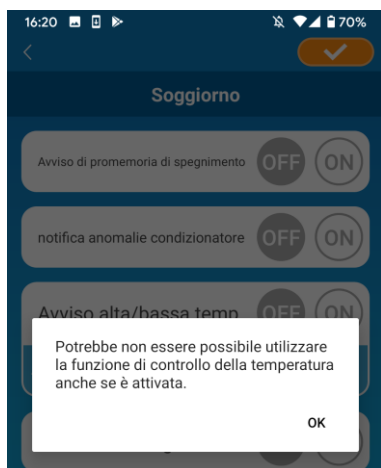 16:20 70%
Soggiorno
Avviso di promemoria di spegnimento OFF ON
notifica anomalie condizionatore OFF ON
Avviso alta/bassa temp OFF ON
Potrebbe non essere possibile utilizzare
la funzione di controllo della temperatura
anche se è attivata.
OK